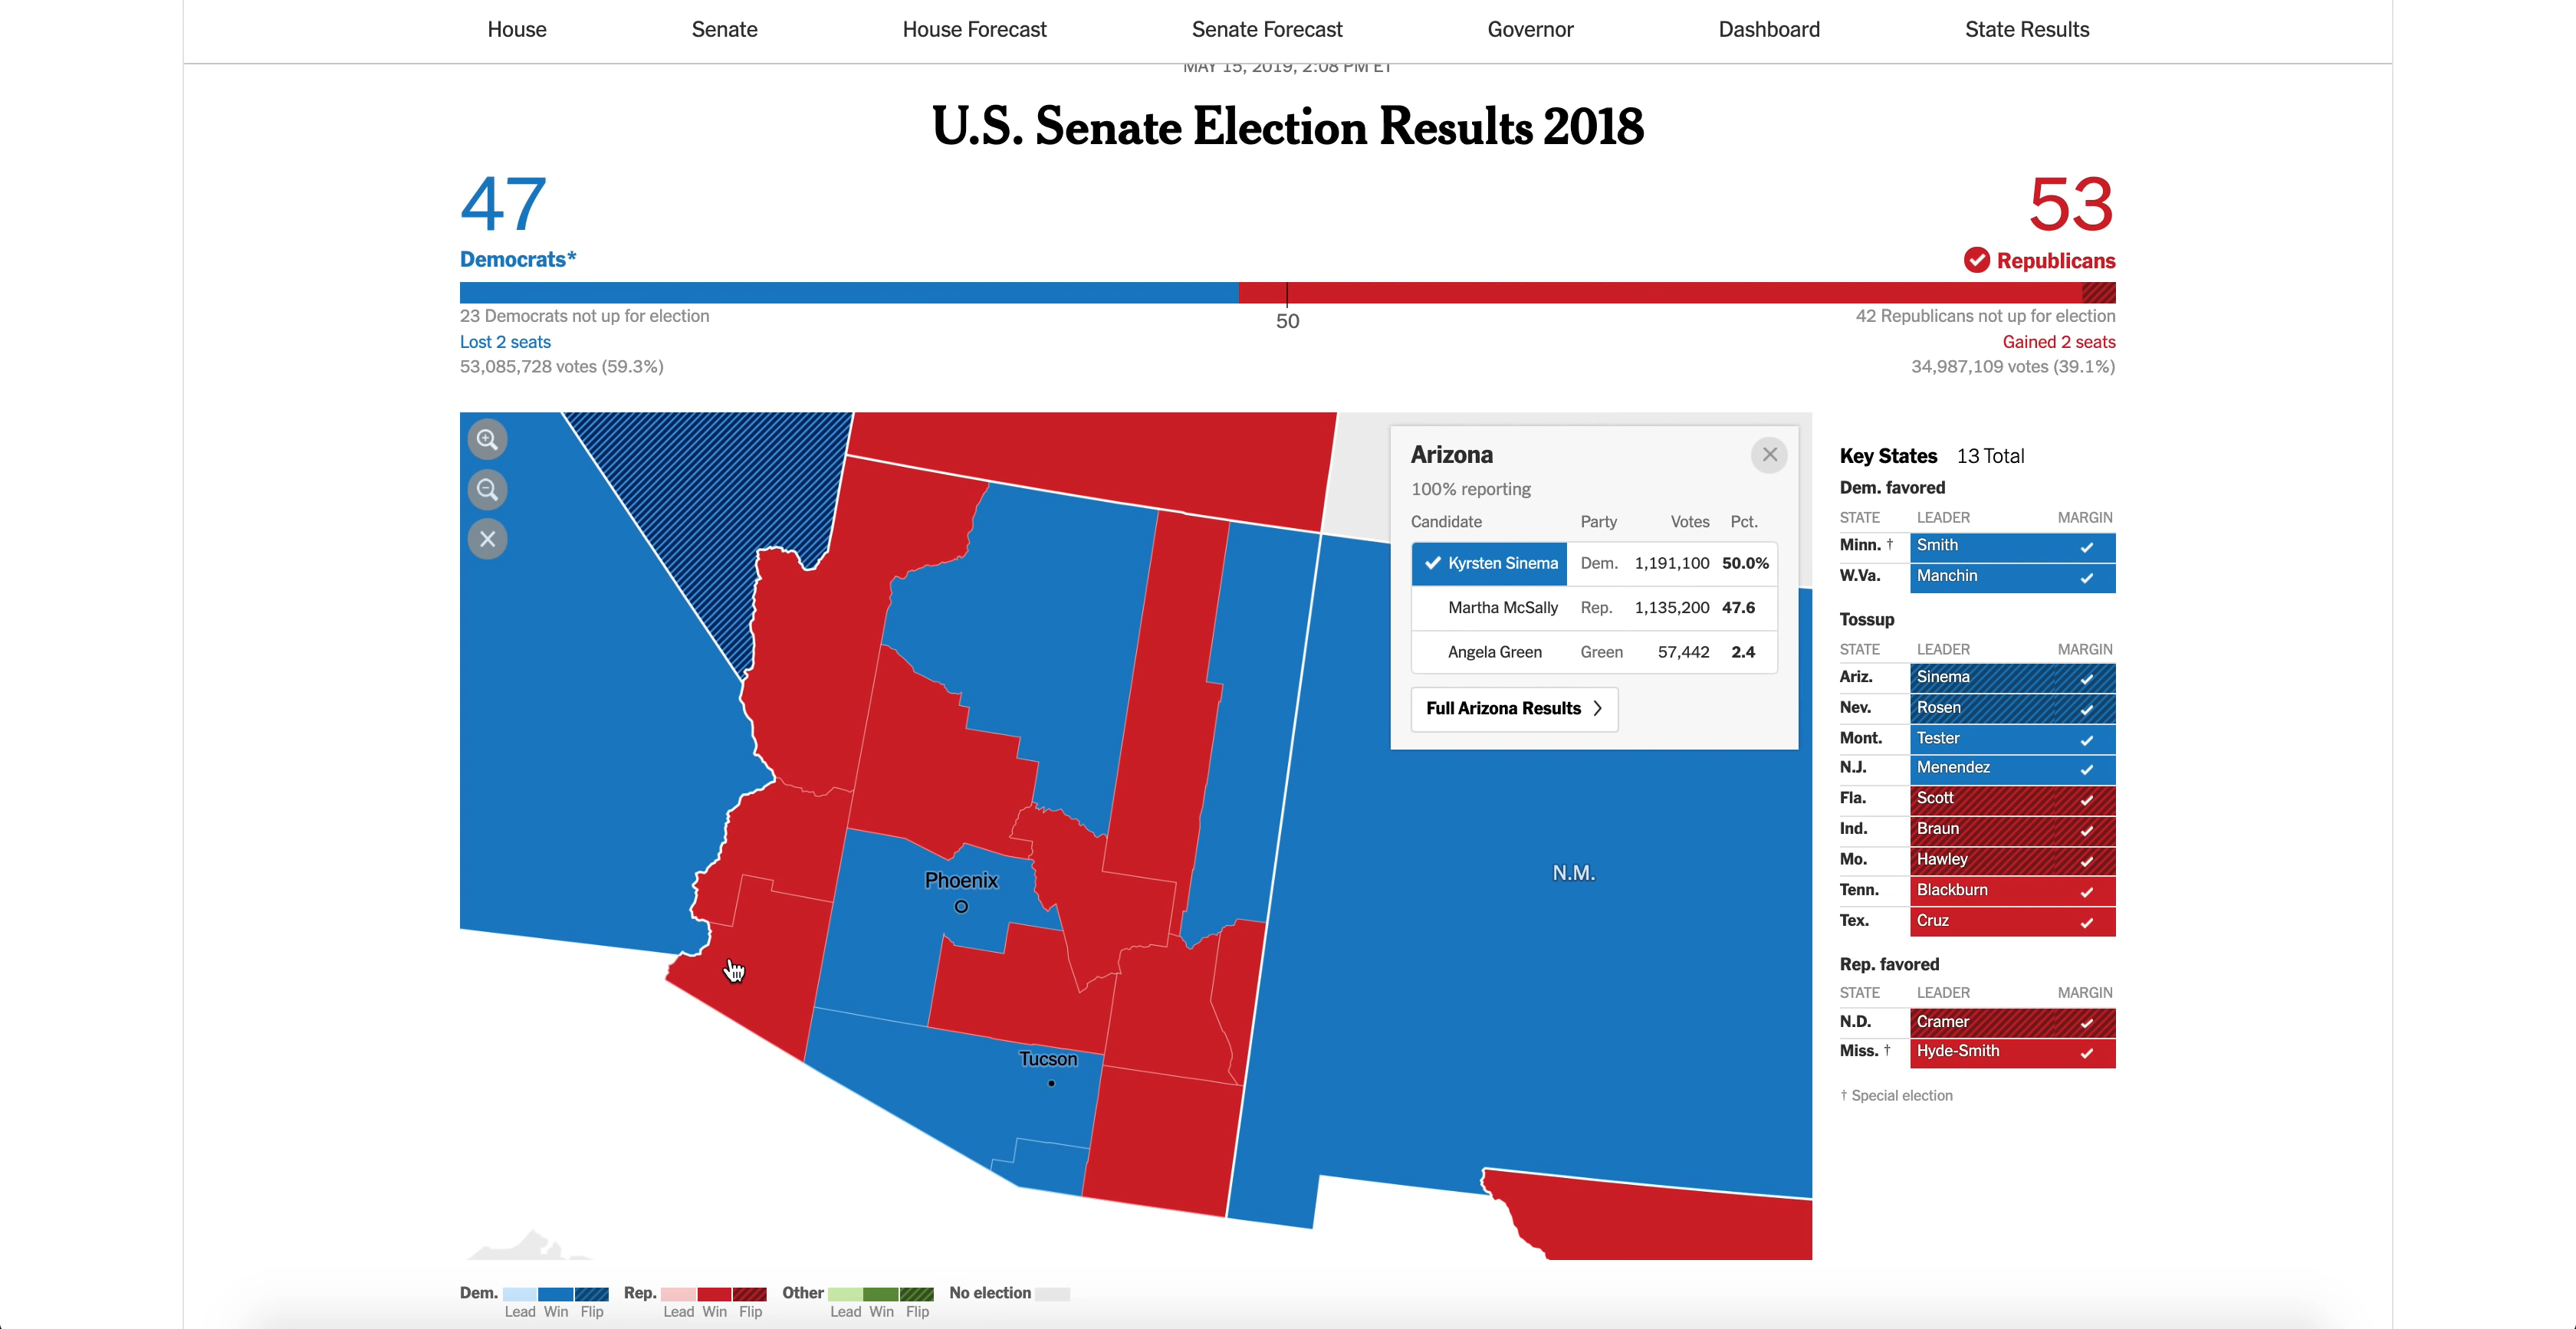 House Senate House Forecast Senate Forecast Governor Dashboard State Results
MAY 15, 2019, 2:08 PM ET
U.S. Senate Election Results 2018
47 53
Democrats* Republicans
23 Democrats not up for election 50 42 Republicans not up for election
Lost 2 seats Gained 2 seats
53,085,728 votes (59.3%) 34,987,109 votes (39.1%)
Arizona
100% reporting
Candidate Party Votes Pct.
Kyrsten Sinema Dem. 1,191,100 50.0%
Martha McSally Rep. 1,135,200 47.6
Angela Green Green 57,442 2.4
Full Arizona Results
Phoenix
Tucson
N.M.
Key States 13 Total
Dem. favored
STATE LEADER MARGIN
Minn. † Smith
W.Va. Manchin
Tossup
STATE LEADER MARGIN
Ariz. Sinema
Nev. Rosen
Mont. Tester
N.J. Menendez
Fla. Scott
Ind. Braun
Mo. Hawley
Tenn. Blackburn
Tex. Cruz
Rep. favored
STATE LEADER MARGIN
N.D. Cramer
Miss. † Hyde-Smith
† Special election
Dem. Rep. Other No election
Lead Win Flip Lead Win Flip Lead Win Flip